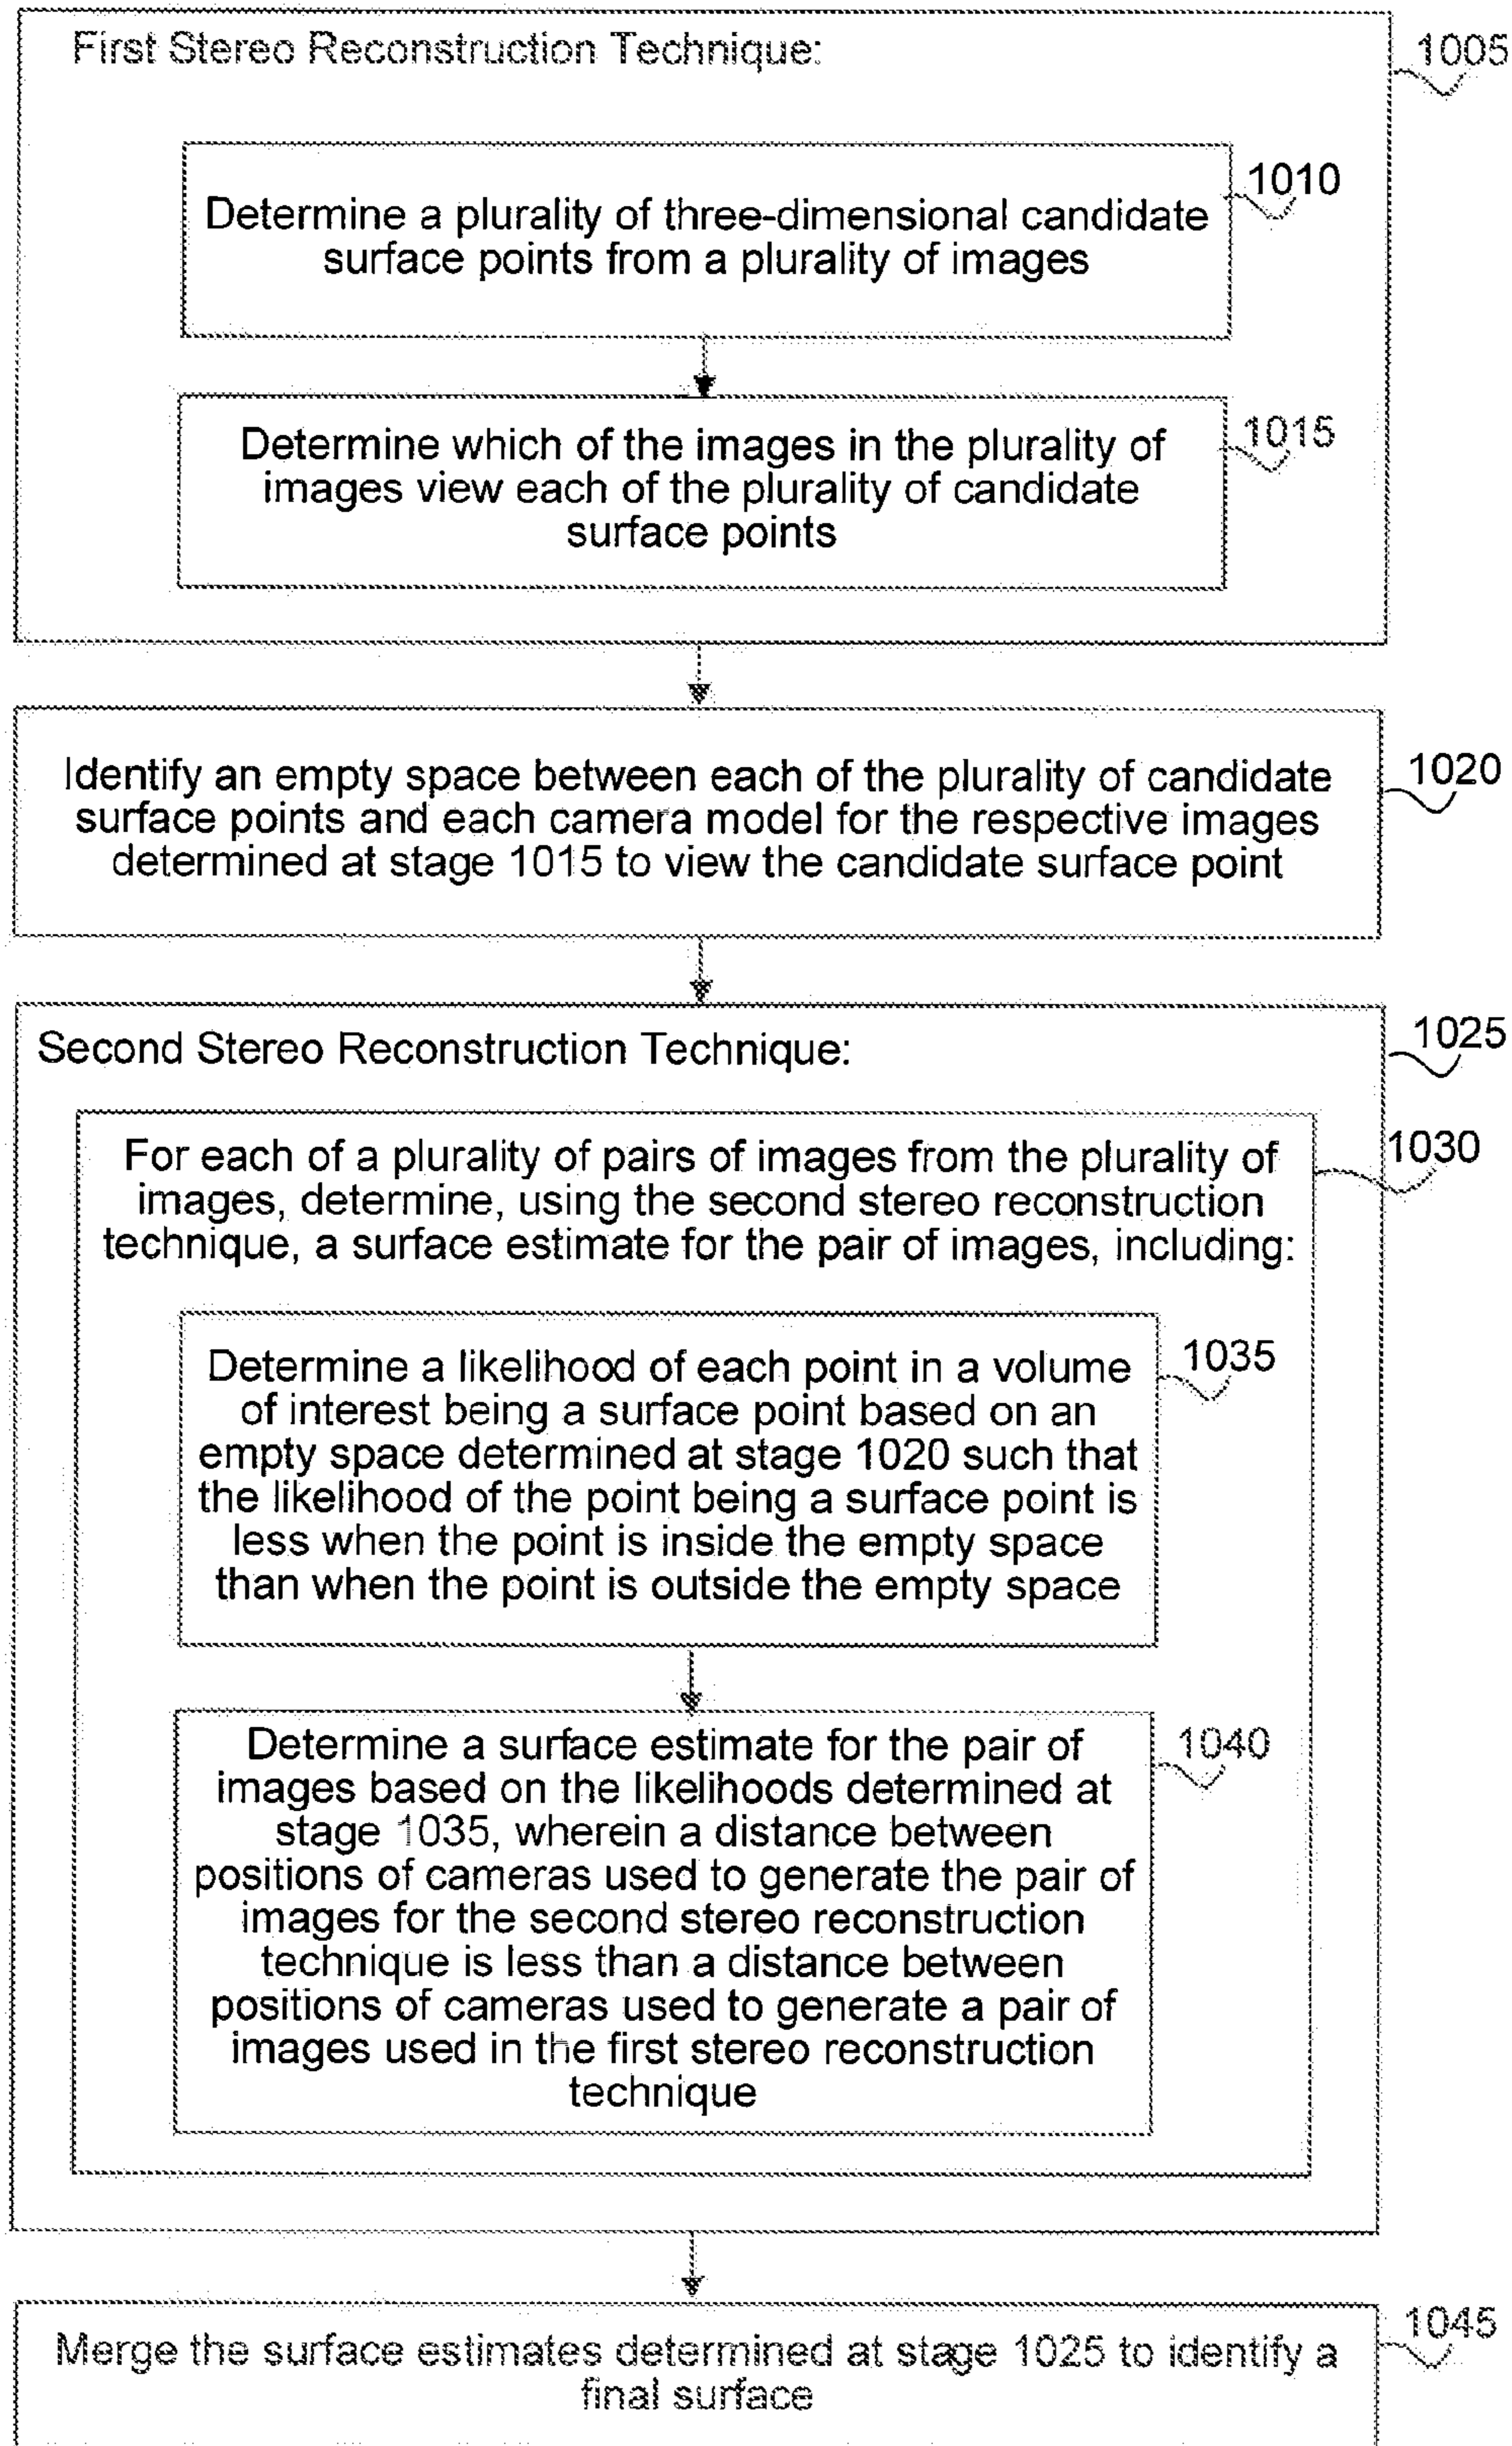 First Stereo Reconstruction Technique:
1005
1010
Determine a plurality of three-dimensional candidate
surface points from a plurality of images
1015
Determine which of the images in the plurality of
images view each of the plurality of candidate
surface points
1020
Identify an empty space between each of the plurality of candidate
surface points and each camera model for the respective images
determined at stage 1015 to view the candidate surface point
1025
Second Stereo Reconstruction Technique:
1030
For each of a plurality of pairs of images from the plurality of
images, determine, using the second stereo reconstruction
technique, a surface estimate for the pair of images, including:
1035
Determine a likelihood of each point in a volume
of interest being a surface point based on an
empty space determined at stage 1020 such that
the likelihood of the point being a surface point is
less when the point is inside the empty space
than when the point is outside the empty space
1040
Determine a surface estimate for the pair of
images based on the likelihoods determined at
stage 1035, wherein a distance between
positions of cameras used to generate the pair of
images for the second stereo reconstruction
technique is less than a distance between
positions of cameras used to generate a pair of
images used in the first stereo reconstruction
technique
1045
Merge the surface estimates determined at stage 1025 to identify a
final surface